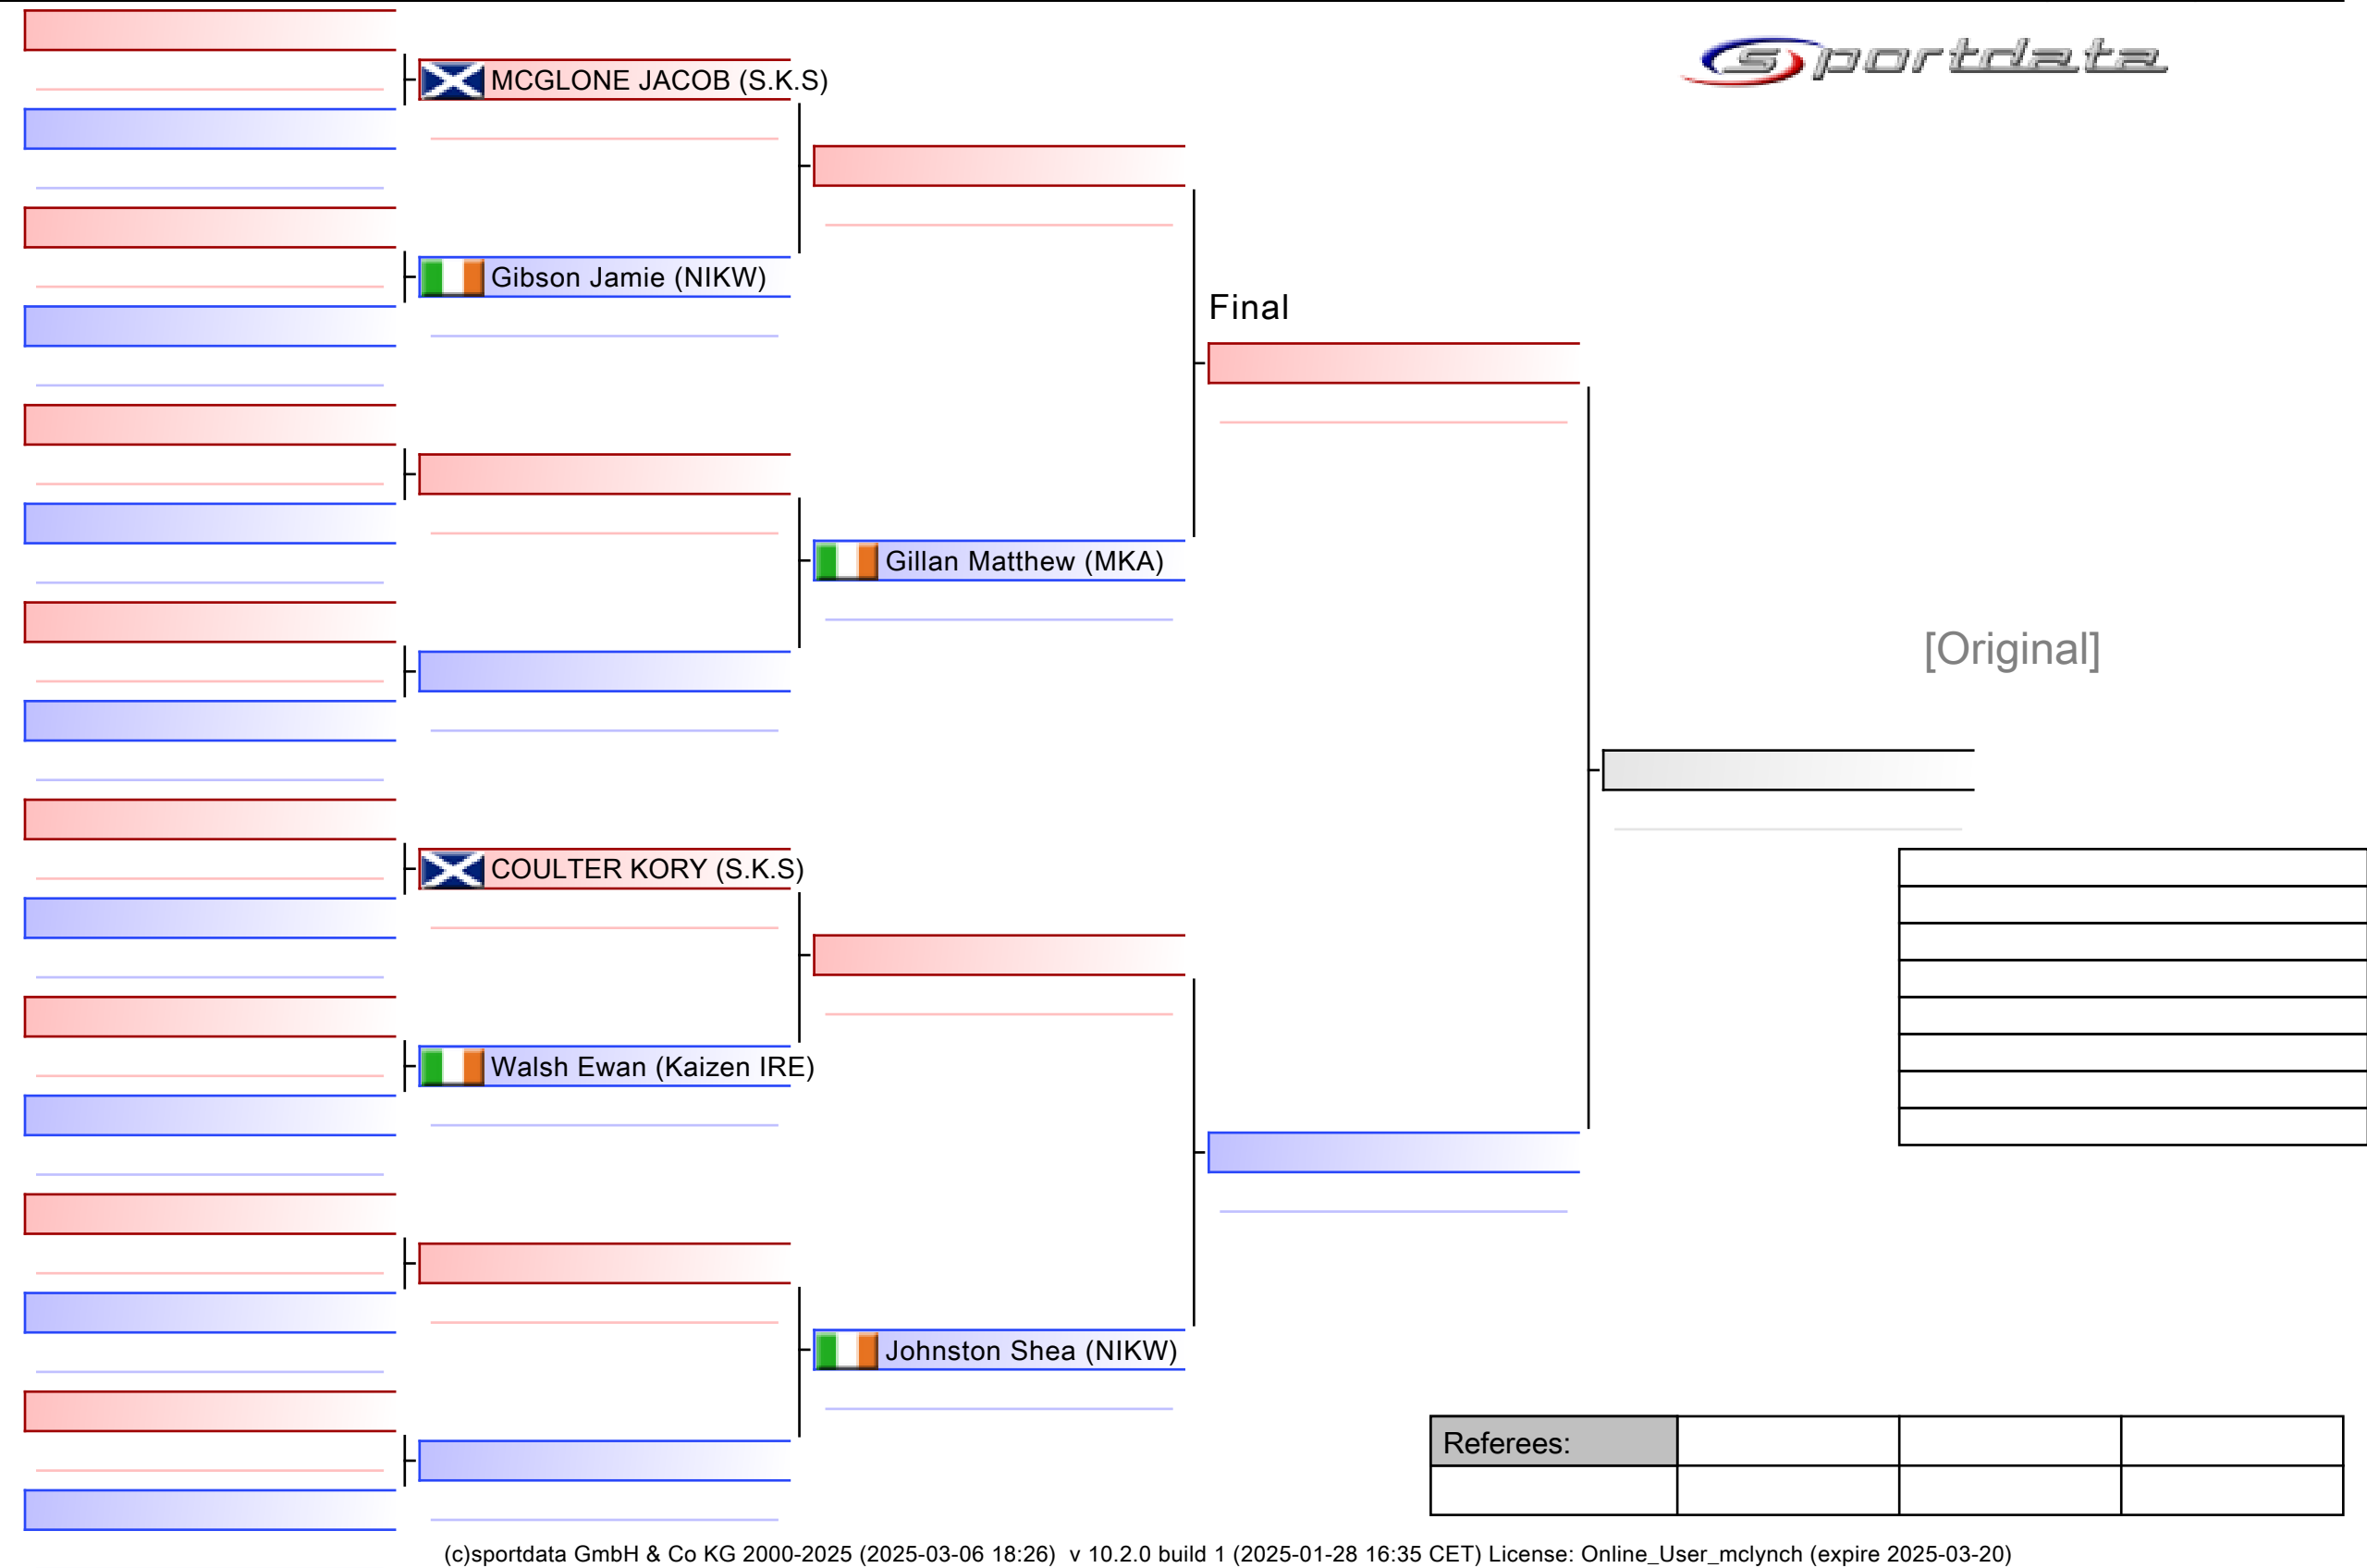 sportdata
MCGLONE JACOB (S.K.S)
Gibson Jamie (NIKW)
Final
Gillan Matthew (MKA)
[Original]
COULTER KORY (S.K.S)
Walsh Ewan (Kaizen IRE)
Johnston Shea (NIKW)
Referees:
(c)sportdata GmbH & Co KG 2000-2025 (2025-03-06 18:26) v 10.2.0 build 1 (2025-01-28 16:35 CET) License: Online_User_mclynch (expire 2025-03-20)